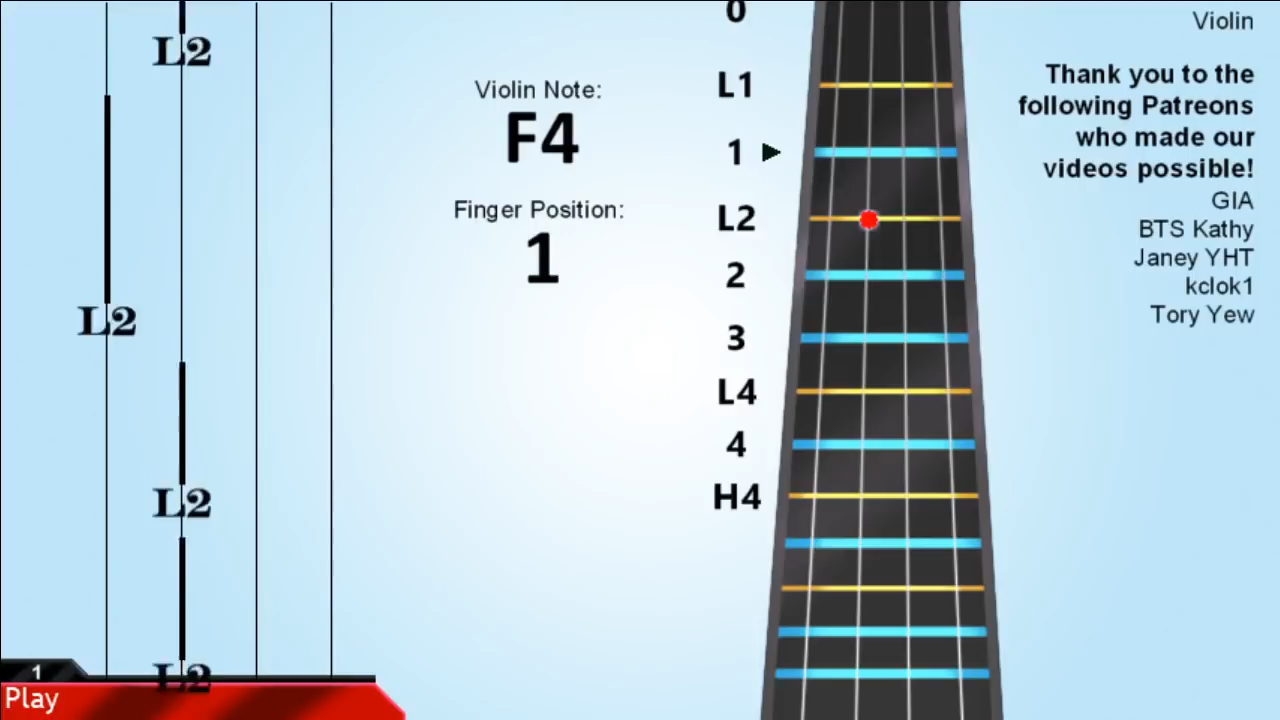 L2
L2
L2
L2
1
Play
Violin Note:
F4
Finger Position:
1
0
L1
1
L2
2
3
L4
4
H4
Violin
Thank you to the
following Patreons
who made our
videos possible!
GIA
BTS Kathy
Janey YHT
kclok1
Tory Yew